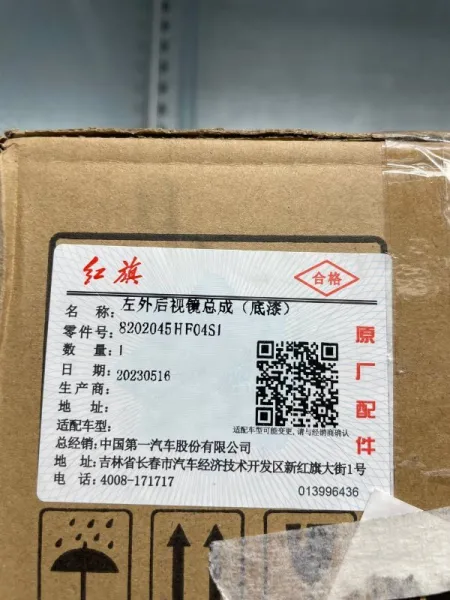 红旗
合格
名 称:左外后视镜总成(底漆)
零件号:8202045HF04S1
数 量:1
日 期:20230516
生产商:
地 址:
适配车型:
适配车型可能变更,请与经销商确认
总经销:中国第一汽车股份有限公司
地 址:吉林省长春市汽车经济技术开发区新红旗大街1号
电 话:4008-171717
013996436
原厂配件